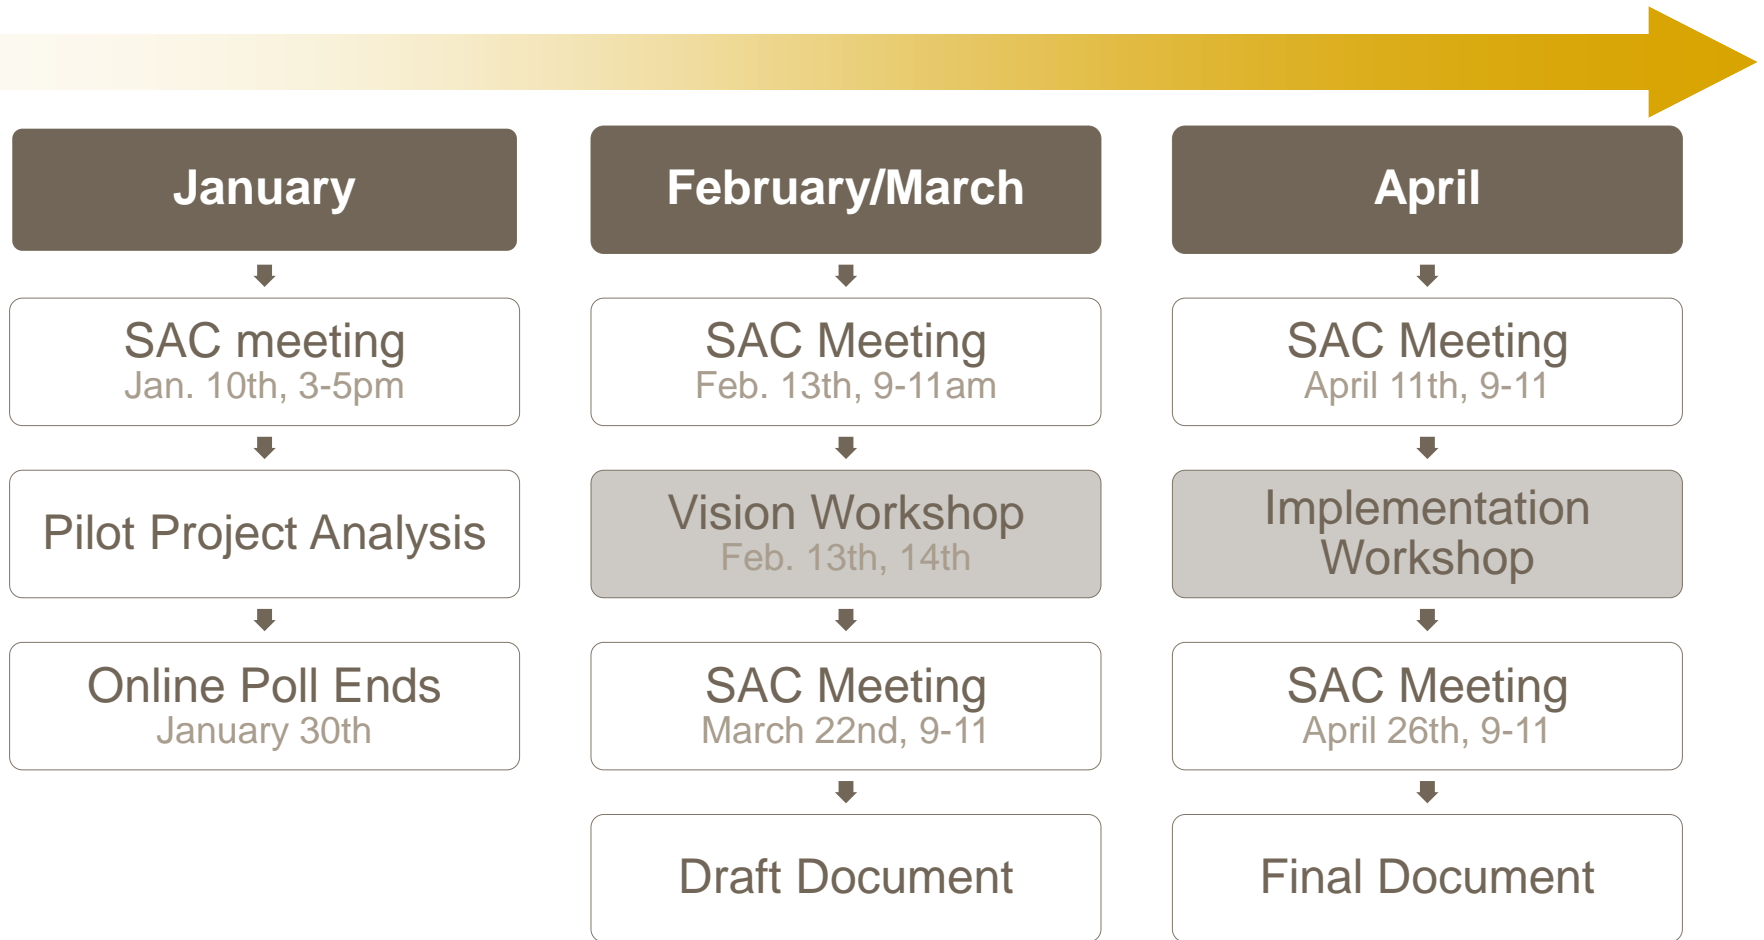 January
SAC meeting
Jan. 10th, 3-5pm
Pilot Project Analysis
Online Poll Ends
January 30th
February/March
SAC Meeting
Feb. 13th, 9-11am
Vision Workshop
Feb. 13th, 14th
SAC Meeting
March 22nd, 9-11
Draft Document
April
SAC Meeting
April 11th, 9-11
Implementation
Workshop
SAC Meeting
April 26th, 9-11
Final Document